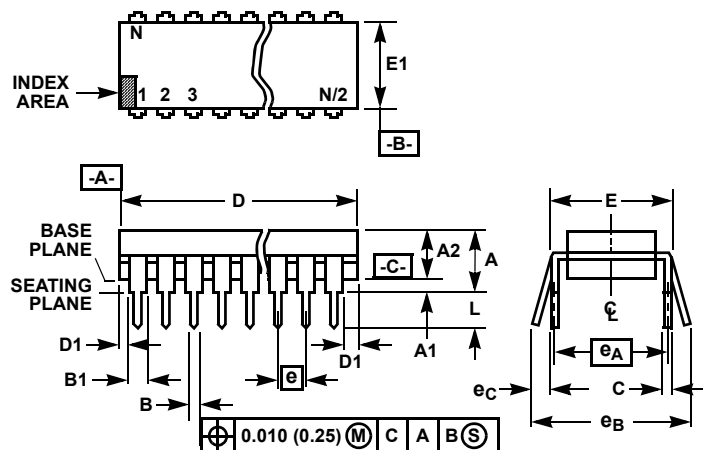 N
E1
INDEX
AREA
1 2 3 N/2
-B-
-A-
D
E
BASE
PLANE
A2
A
-C-
SEATING
PLANE
L
C
L
D1
A1
D1
eA
B1
e
eC
C
B
eB
0.010 (0.25) M C A B S